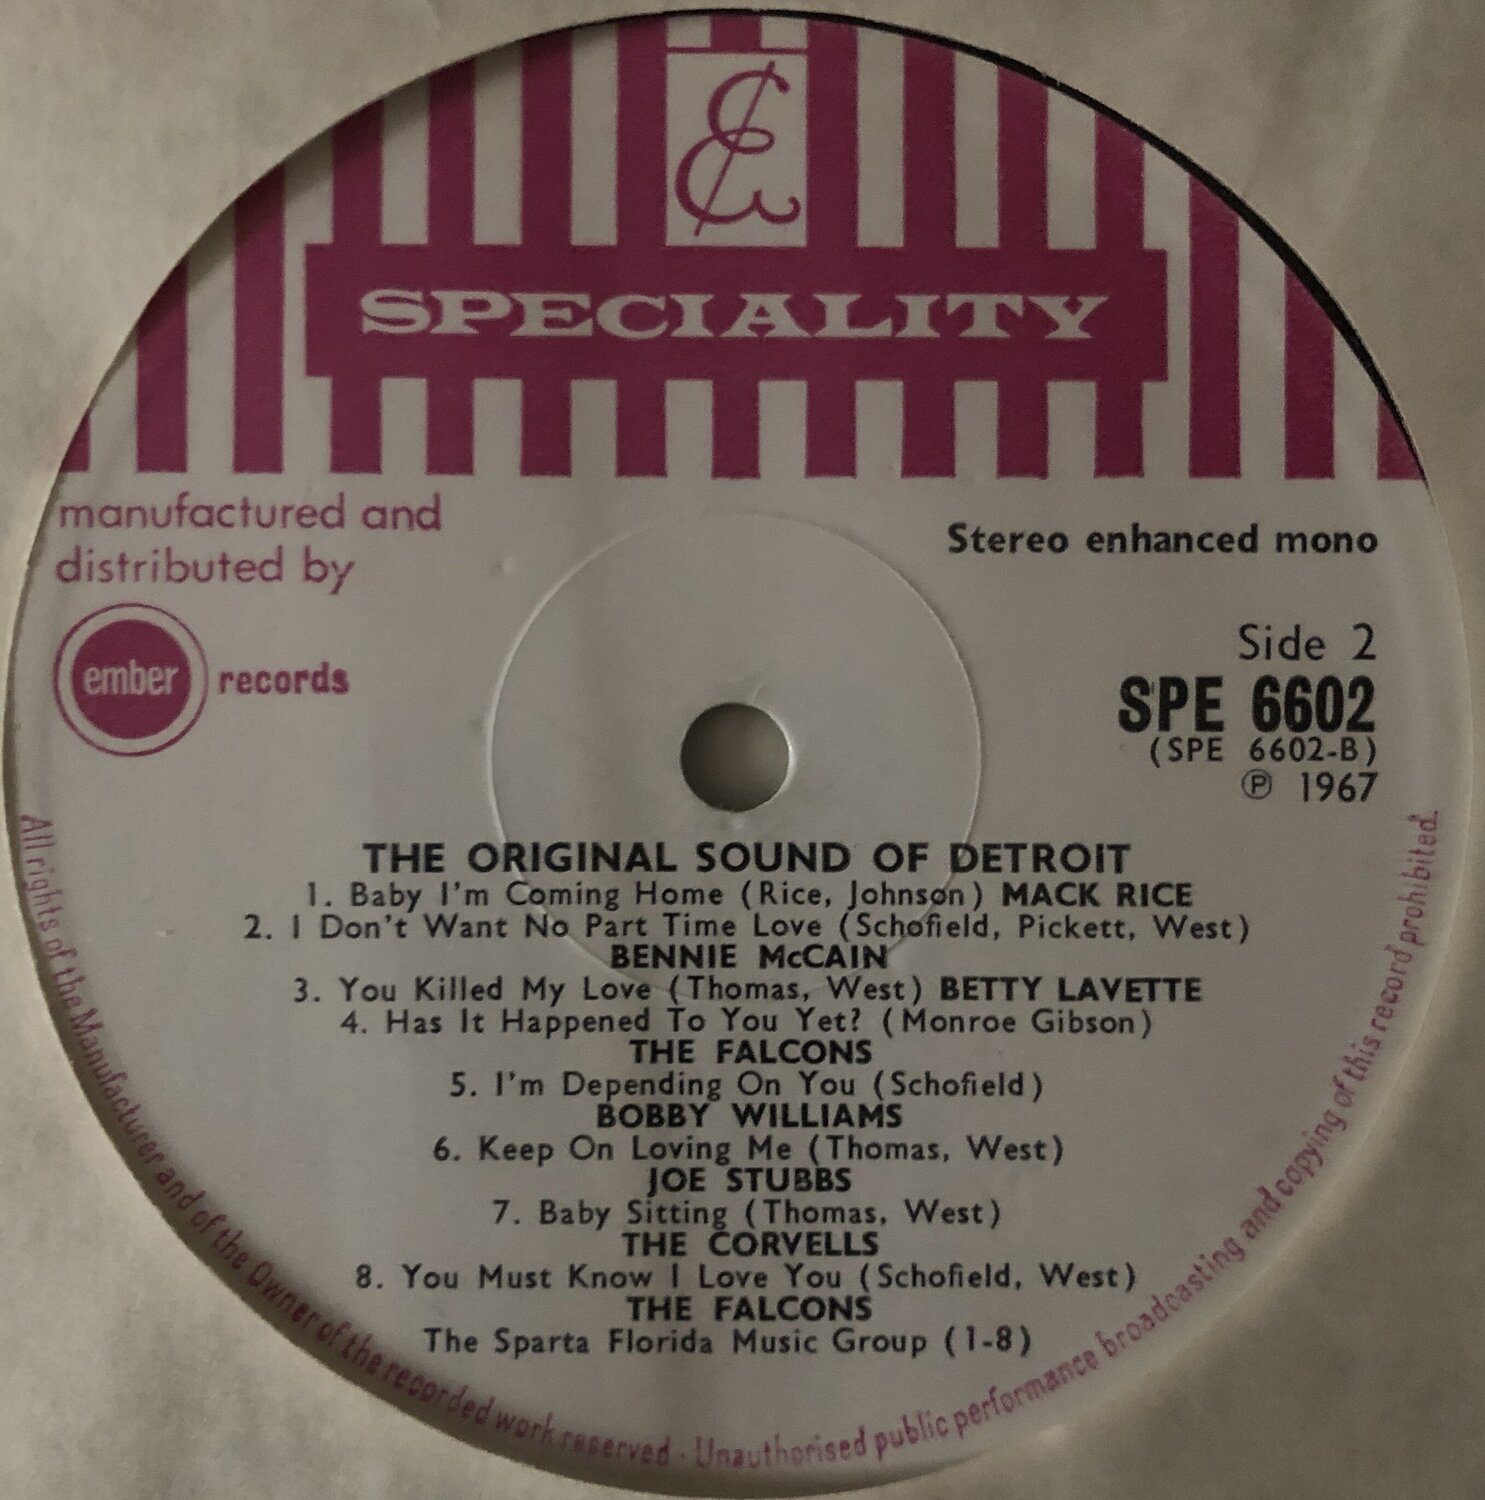 SPECIALITY
manufactured and
distributed by
ember records
Stereo enhanced mono
Side 2
SPE 6602
(SPE 6602-B)
℗ 1967
THE ORIGINAL SOUND OF DETROIT
1. Baby I'm Coming Home (Rice, Johnson) MACK RICE
2. I Don't Want No Part Time Love (Schofield, Pickett, West)
BENNIE McCAIN
3. You Killed My Love (Thomas, West) BETTY LAVETTE
4. Has It Happened To You Yet? (Monroe Gibson)
THE FALCONS
5. I'm Depending On You (Schofield)
BOBBY WILLIAMS
6. Keep On Loving Me (Thomas, West)
JOE STUBBS
7. Baby Sitting (Thomas, West)
THE CORVELLS
8. You Must Know I Love You (Schofield, West)
THE FALCONS
The Sparta Florida Music Group (1-8)
All rights of the Manufacturer and of the Owner of the recorded work reserved · Unauthorised public performance broadcasting and copying of this record prohibited.